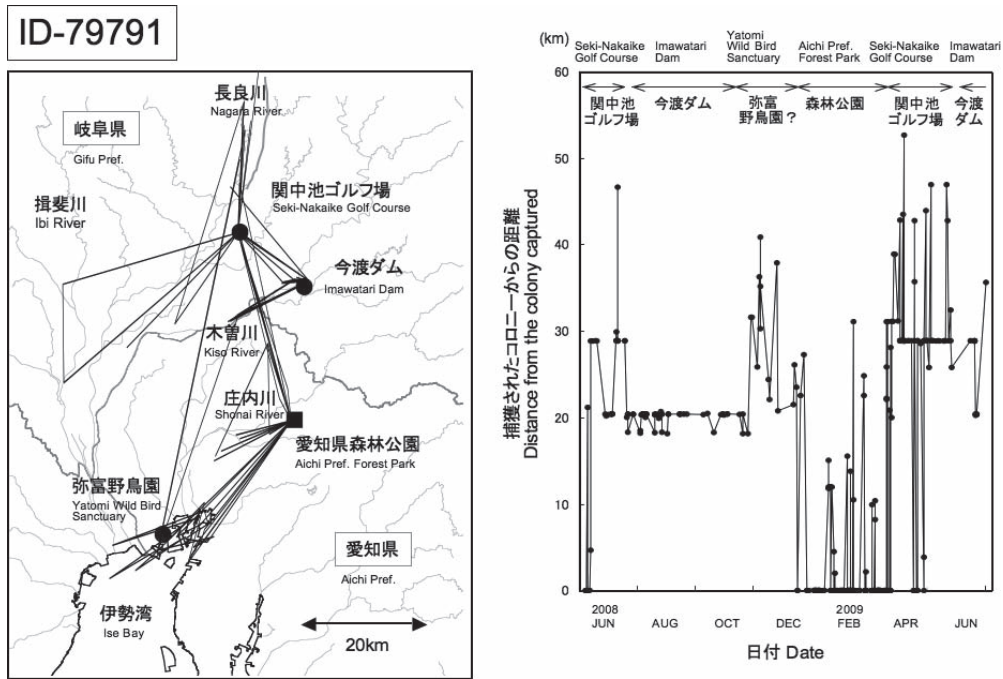 ID-79791
長良川
Nagara River
岐阜県
Gifu Pref.
揖斐川
Ibi River
関中池ゴルフ場
Seki-Nakaike Golf Course
今渡ダム
Imawatari Dam
木曽川
Kiso River
庄内川
Shonai River
愛知県森林公園
Aichi Pref. Forest Park
弥富野鳥園
Yatomi Wild Bird
Sanctuary
愛知県
Aichi Pref.
伊勢湾
Ise Bay
20km
(km)
Seki-Nakaike
Golf Course
Imawatari
Dam
Yatomi
Wild Bird
Sanctuary
Aichi Pref.
Forest Park
Seki-Nakaike
Golf Course
Imawatari
Dam
関中池
ゴルフ場
今渡ダム
弥富
野鳥園?
森林公園
関中池
ゴルフ場
今渡
ダム
60
50
40
30
20
10
0
捕獲されたコロニーからの距離
Distance from the colony captured
2008
2009
JUN
AUG
OCT
DEC
FEB
APR
JUN
日付 Date